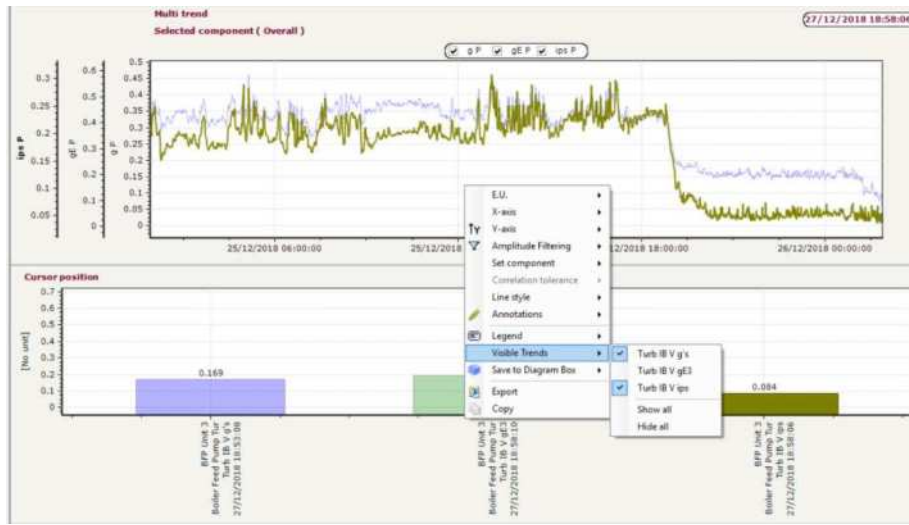 Multi trend
27/12/2018 18:58:06
Selected component ( Overall )
g P gE P ips P
ips P
0.3
0.25
0.2
0.15
0.1
0.05
gE P
0.6
0.5
0.4
0.3
0.2
0.1
0
g P
0.5
0.45
0.4
0.35
0.3
0.25
0.2
0.15
0.1
0.05
0
25/12/2018 06:00:00
25/12/2018
12/2018 18:00:00
26/12/2018 00:00:00
E.U.
X-axis
Y-axis
Amplitude Filtering
Set component
Correlation tolerance
Line style
Annotations
Legend
Visible Trends
Save to Diagram Box
Export
Copy
Turb IB V g's
Turb IB V gE3
Turb IB V ips
Show all
Hide all
Cursor position
[No unit]
0.7
0.6
0.5
0.4
0.3
0.2
0.1
0
0.169
0.084
BFP Unit 3
Boiler Feed Pump Tur
Turb IB V g's
27/12/2018 18:53:06
BFP Unit 3
Boiler Feed Pump Tur
Turb IB V gE3
27/12/2018 18:58:10
BFP Unit 3
Boiler Feed Pump Tur
Turb IB V ips
27/12/2018 18:58:06